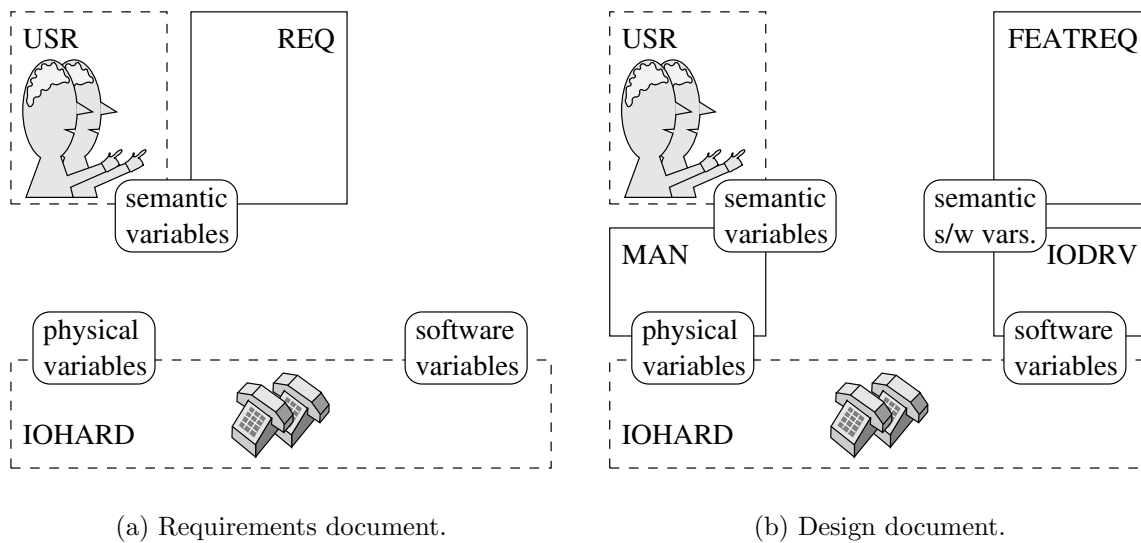 USR
REQ
semantic
variables
physical
variables
software
variables
IOHARD
(a) Requirements document.
USR
FEATREQ
semantic
variables
semantic
s/w vars.
MAN
IODRV
physical
variables
software
variables
IOHARD
(b) Design document.